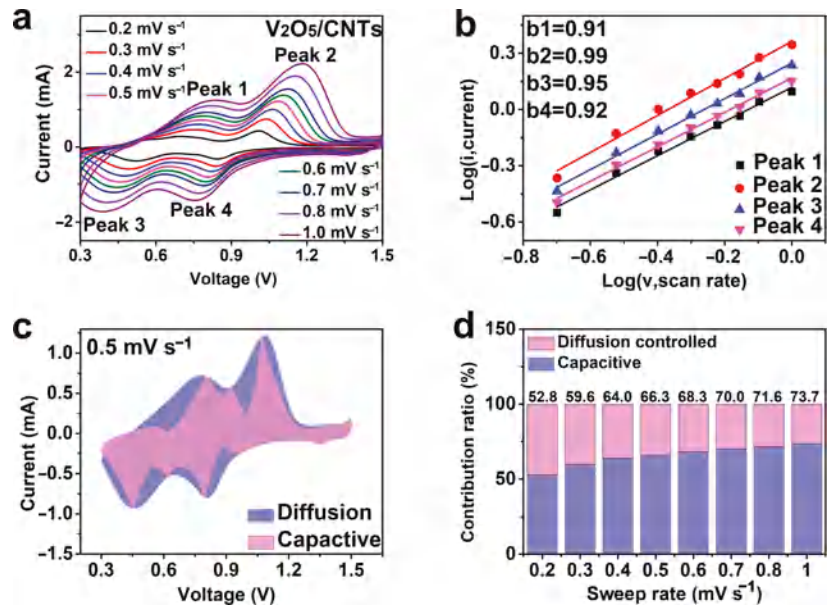 a
V₂O₅/CNTs
0.2 mV s⁻¹
0.3 mV s⁻¹
0.4 mV s⁻¹
0.5 mV s⁻¹
Peak 1
Peak 2
Peak 3
Peak 4
0.6 mV s⁻¹
0.7 mV s⁻¹
0.8 mV s⁻¹
1.0 mV s⁻¹
Current (mA)
2
0
−2
0.3 0.6 0.9 1.2 1.5
Voltage (V)
b
b1=0.91
b2=0.99
b3=0.95
b4=0.92
Peak 1
Peak 2
Peak 3
Peak 4
Log(i,current)
0.3
0.0
-0.3
-0.6
−0.8 −0.6 −0.4 −0.2 0.0
Log(v,scan rate)
c
0.5 mV s⁻¹
Diffusion
Capactive
Current (mA)
1.0
0.5
0.0
−0.5
−1.0
−1.5
0.3 0.6 0.9 1.2 1.5
Voltage (V)
d
Diffusion controlled
Capacitive
52.8 59.6 64.0 66.3 68.3 70.0 71.6 73.7
Contribution ratio (%)
150
100
50
0
0.2 0.3 0.4 0.5 0.6 0.7 0.8 1
Sweep rate (mV s⁻¹)